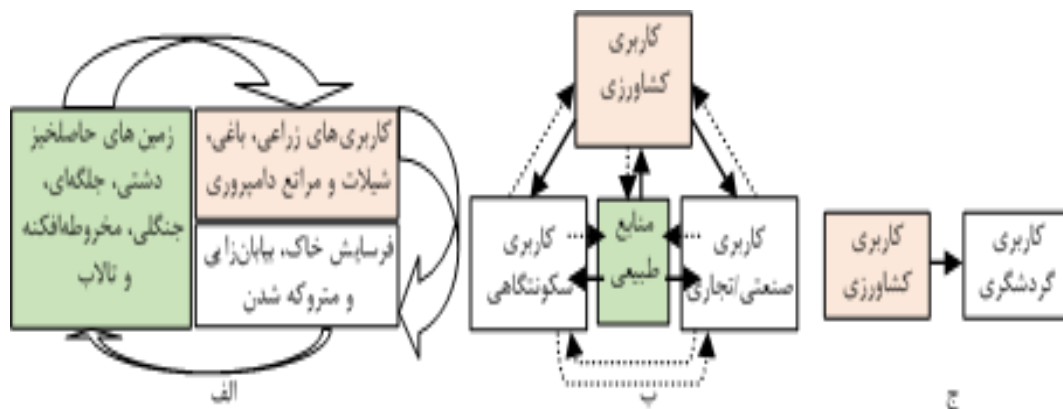 زمین های حاصلخیز
دشتی، جلگه‌ای،
جنگلی، مخروطه‌افکنه
و تالاب
کاربری‌های زراعی، باغی،
شیلات و مراتع دامپروری
فرسایش خاک، بیابان‌زایی
و متروکه شدن
الف
کاربری
کشاورزی
کاربری
سکونتگاهی
منابع
طبیعی
کاربری
صنعتی/تجاری
ب
کاربری
کشاورزی
کاربری
گردشگری
ج